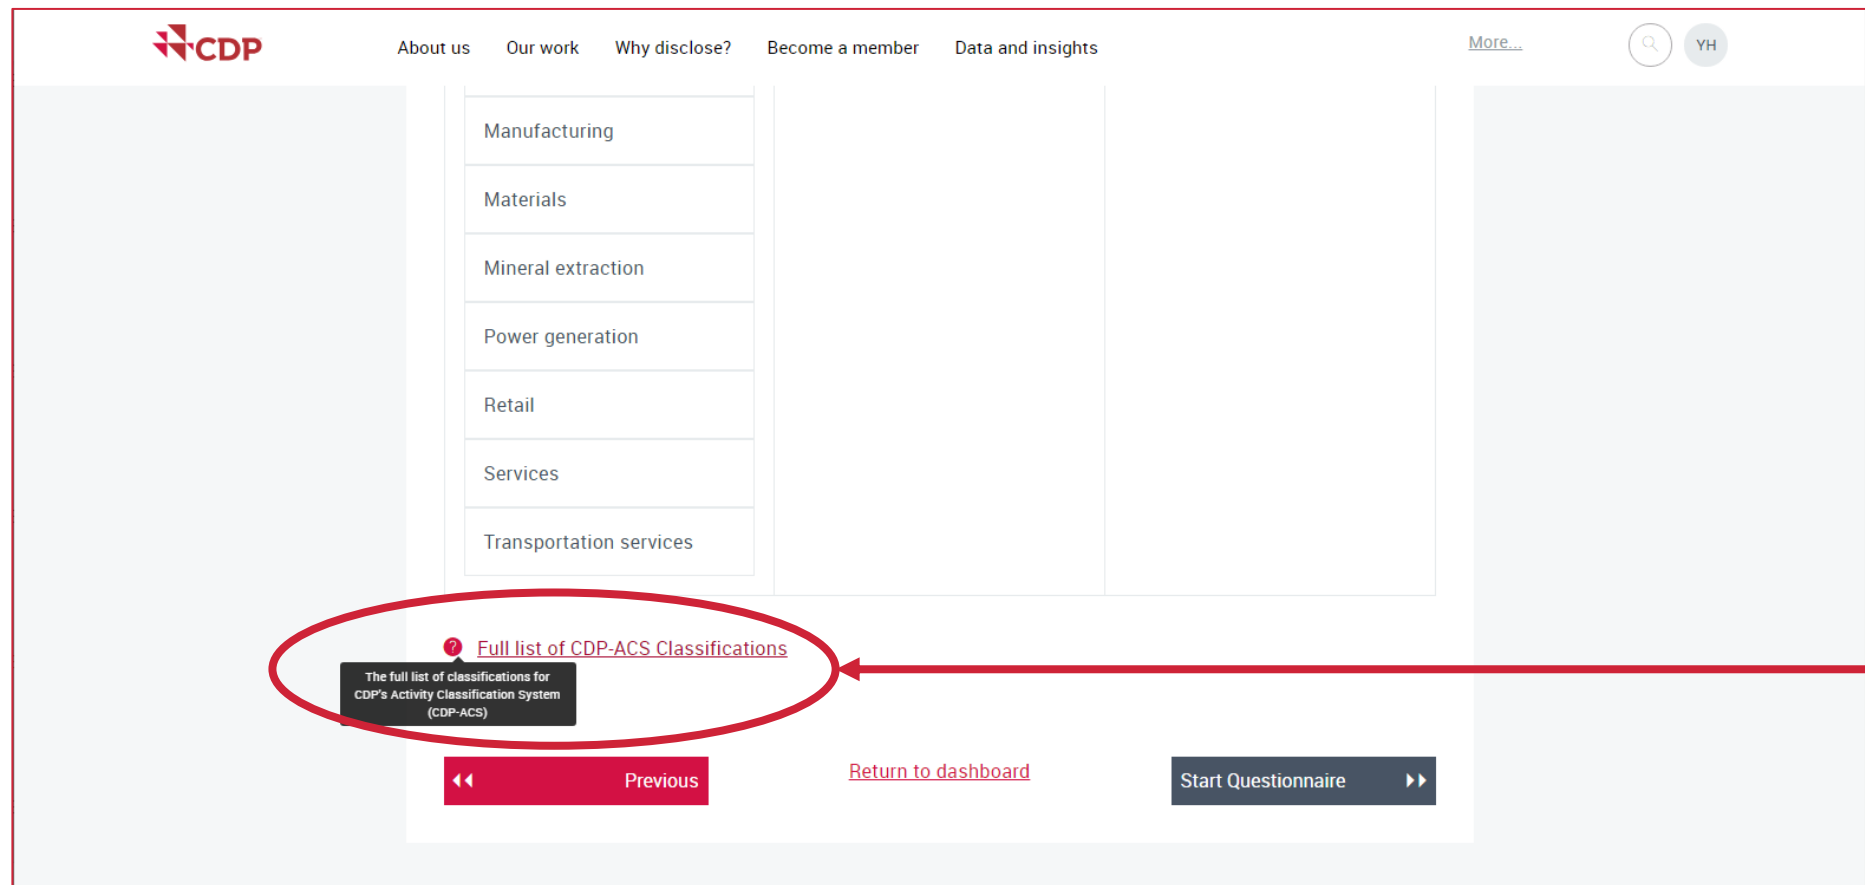 CDP
About us Our work Why disclose? Become a member Data and insights More... YH
Manufacturing
Materials
Mineral extraction
Power generation
Retail
Services
Transportation services
? Full list of CDP-ACS Classifications
The full list of classifications for
CDP's Activity Classification System
(CDP-ACS)
Previous Return to dashboard Start Questionnaire